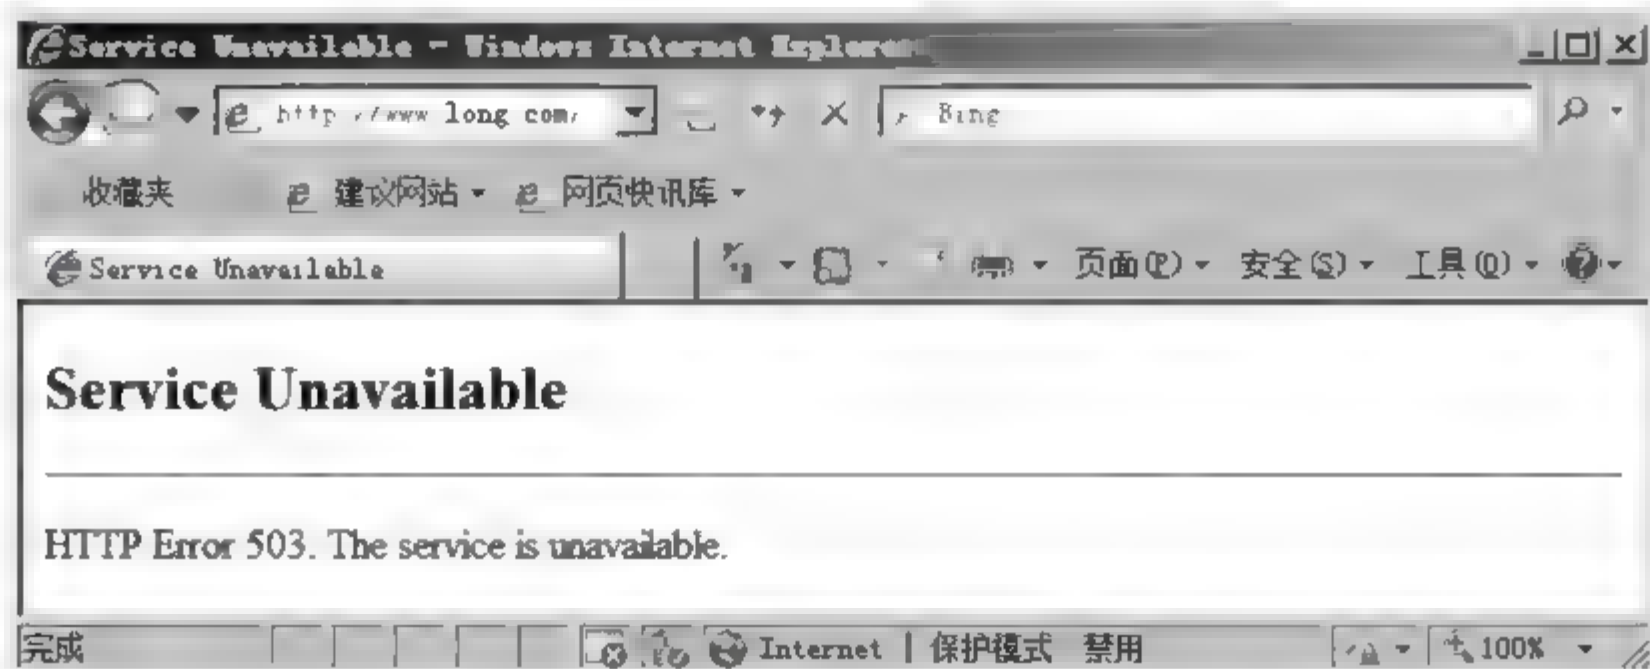 Service Unavailable - Windows Internet Explorer
http://www.long.com/
Bing
收藏夹 建议网站 网页快讯库
Service Unavailable 页面(P) 安全(S) 工具(O)
Service Unavailable
HTTP Error 503. The service is unavailable.
完成 Internet | 保护模式 禁用 100%